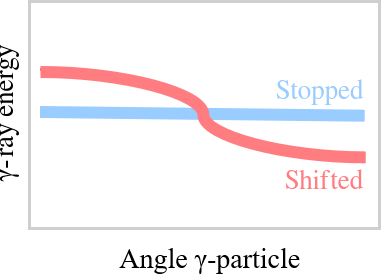 γ-ray energy
Stopped
Shifted
Angle γ-particle